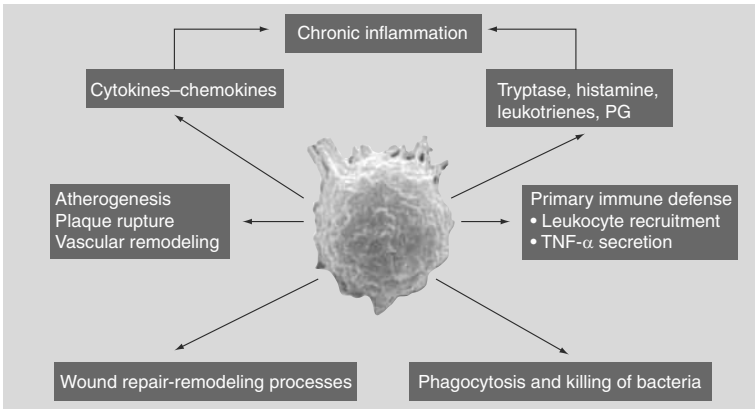 Chronic inflammation
Cytokines–chemokines
Tryptase, histamine,
leukotrienes, PG
Atherogenesis
Plaque rupture
Vascular remodeling
Primary immune defense
• Leukocyte recruitment
• TNF-α secretion
Wound repair-remodeling processes
Phagocytosis and killing of bacteria